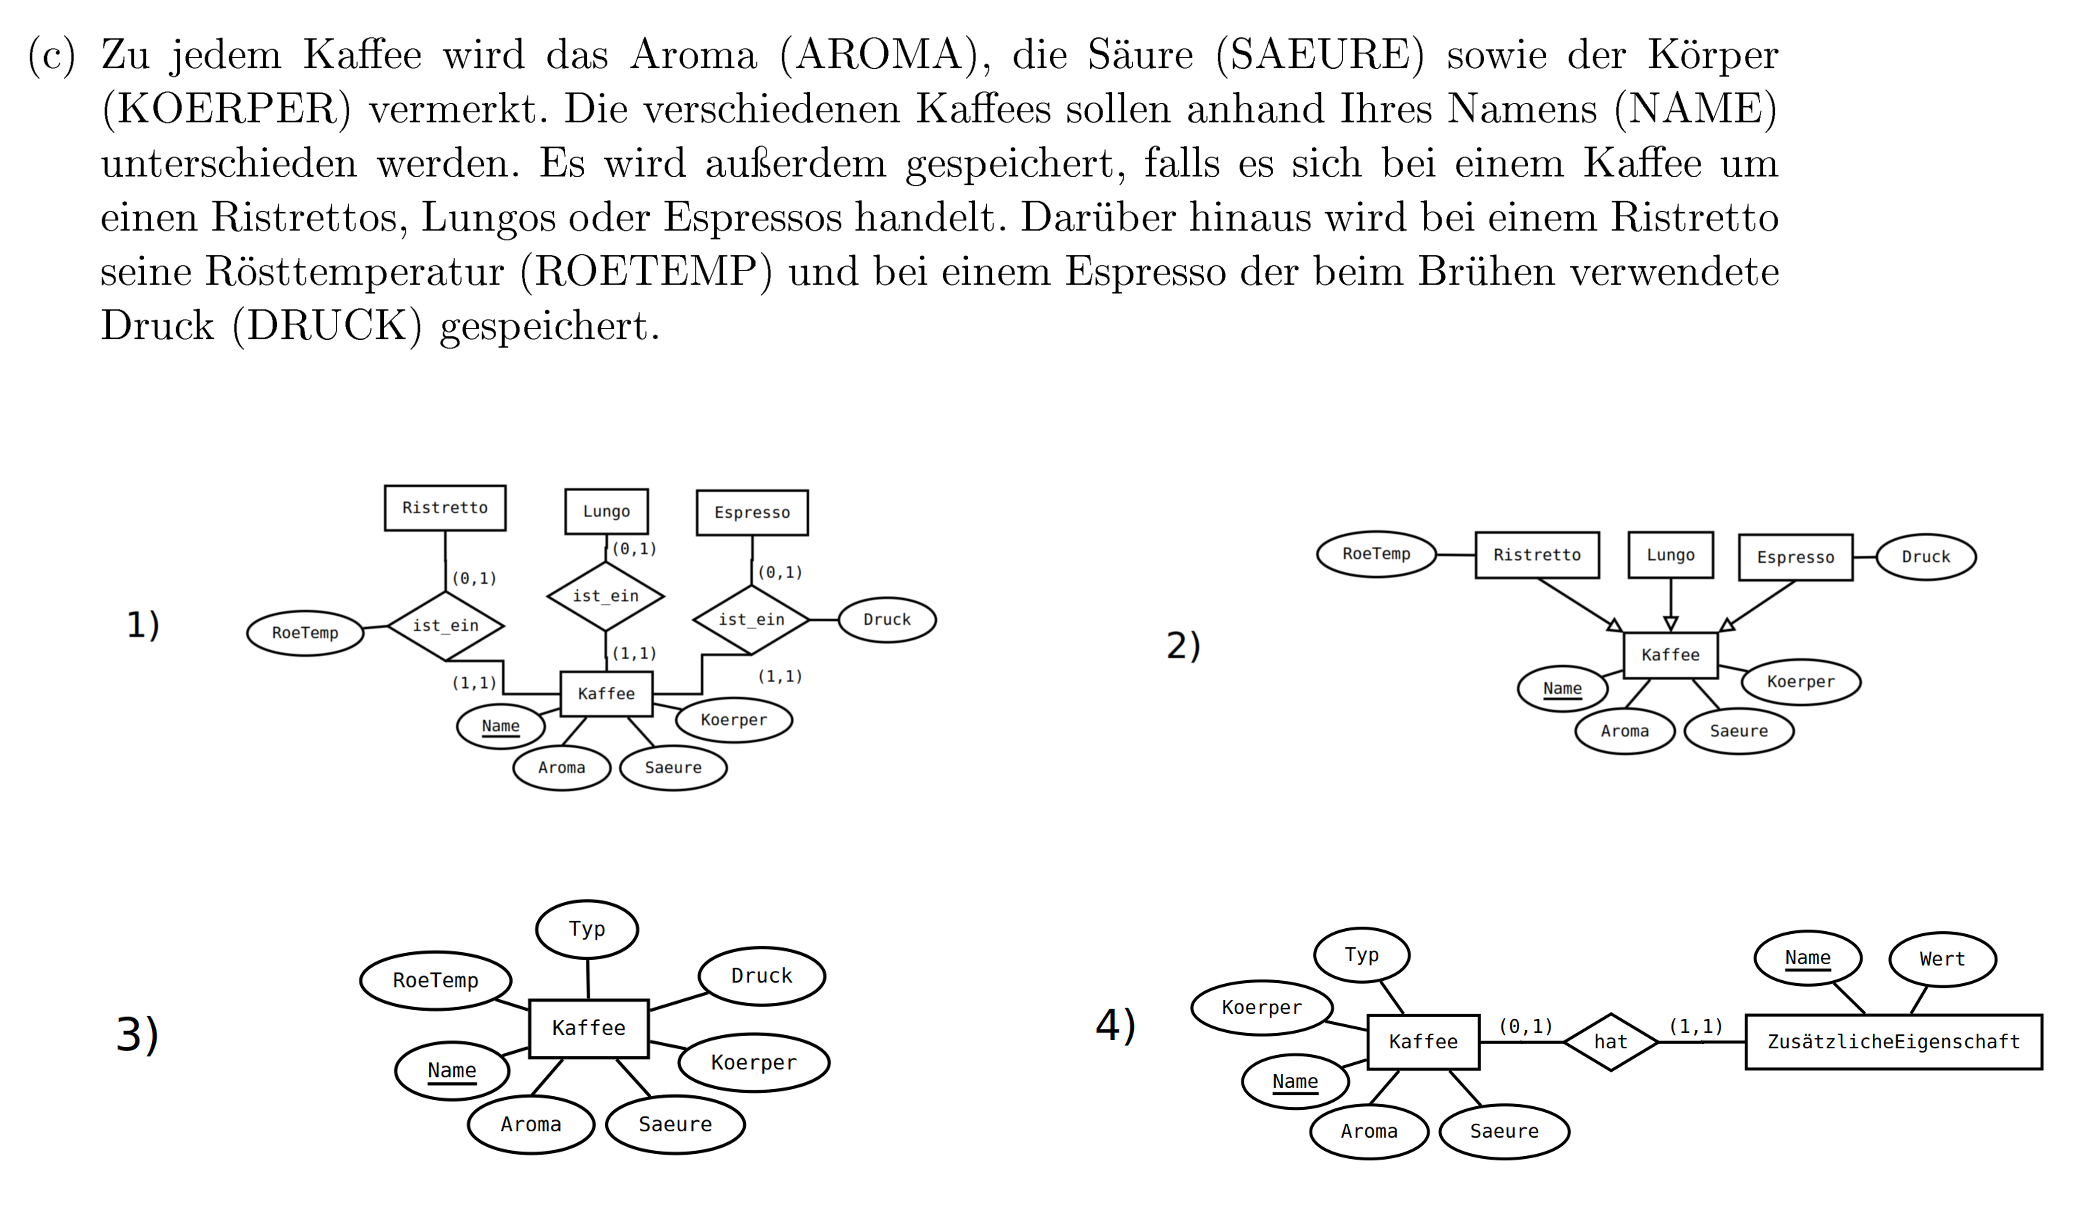 (c) Zu jedem Kaffee wird das Aroma (AROMA), die Säure (SAEURE) sowie der Körper
(KOERPER) vermerkt. Die verschiedenen Kaffees sollen anhand Ihres Namens (NAME)
unterschieden werden. Es wird außerdem gespeichert, falls es sich bei einem Kaffee um
einen Ristrettos, Lungos oder Espressos handelt. Darüber hinaus wird bei einem Ristretto
seine Rösttemperatur (ROETEMP) und bei einem Espresso der beim Brühen verwendete
Druck (DRUCK) gespeichert.
1)
Ristretto
Lungo
Espresso
(0,1)
(0,1)
(0,1)
ist_ein
ist_ein
ist_ein
RoeTemp
Druck
(1,1)
(1,1)
(1,1)
Kaffee
Name
Koerper
Aroma
Saeure
2)
RoeTemp
Ristretto
Lungo
Espresso
Druck
Kaffee
Name
Koerper
Aroma
Saeure
3)
Typ
RoeTemp
Druck
Kaffee
Name
Koerper
Aroma
Saeure
4)
Typ
Koerper
Kaffee
(0,1)
hat
(1,1)
Name
Wert
ZusätzlicheEigenschaft
Name
Aroma
Saeure